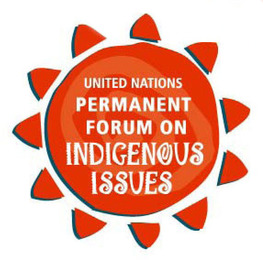 UNITED NATIONS
PERMANENT
FORUM ON
INDIGENOUS
ISSUES